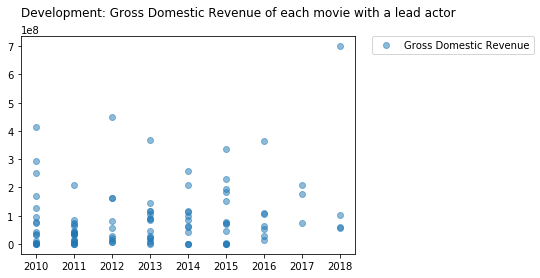 Development: Gross Domestic Revenue of each movie with a lead actor
1e8
Gross Domestic Revenue
7
6
5
4
3
2
1
0
2010 2011 2012 2013 2014 2015 2016 2017 2018